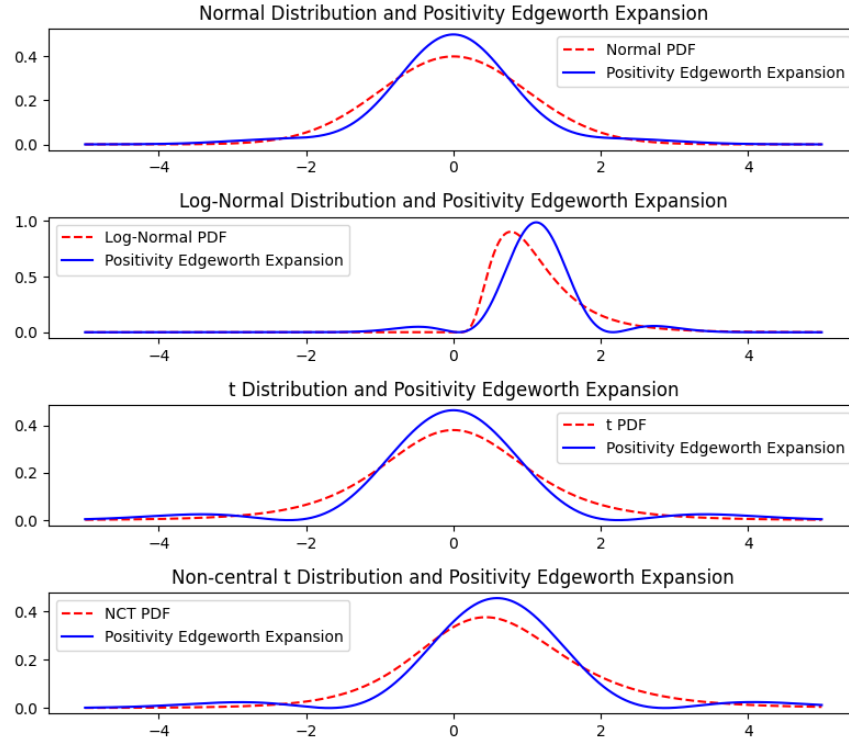 Normal Distribution and Positivity Edgeworth Expansion
0.4
0.2
0.0
Normal PDF
Positivity Edgeworth Expansion
−4 −2 0 2 4
Log-Normal Distribution and Positivity Edgeworth Expansion
1.0
0.5
0.0
Log-Normal PDF
Positivity Edgeworth Expansion
−4 −2 0 2 4
t Distribution and Positivity Edgeworth Expansion
0.4
0.2
0.0
t PDF
Positivity Edgeworth Expansion
−4 −2 0 2 4
Non-central t Distribution and Positivity Edgeworth Expansion
0.4
0.2
0.0
NCT PDF
Positivity Edgeworth Expansion
−4 −2 0 2 4